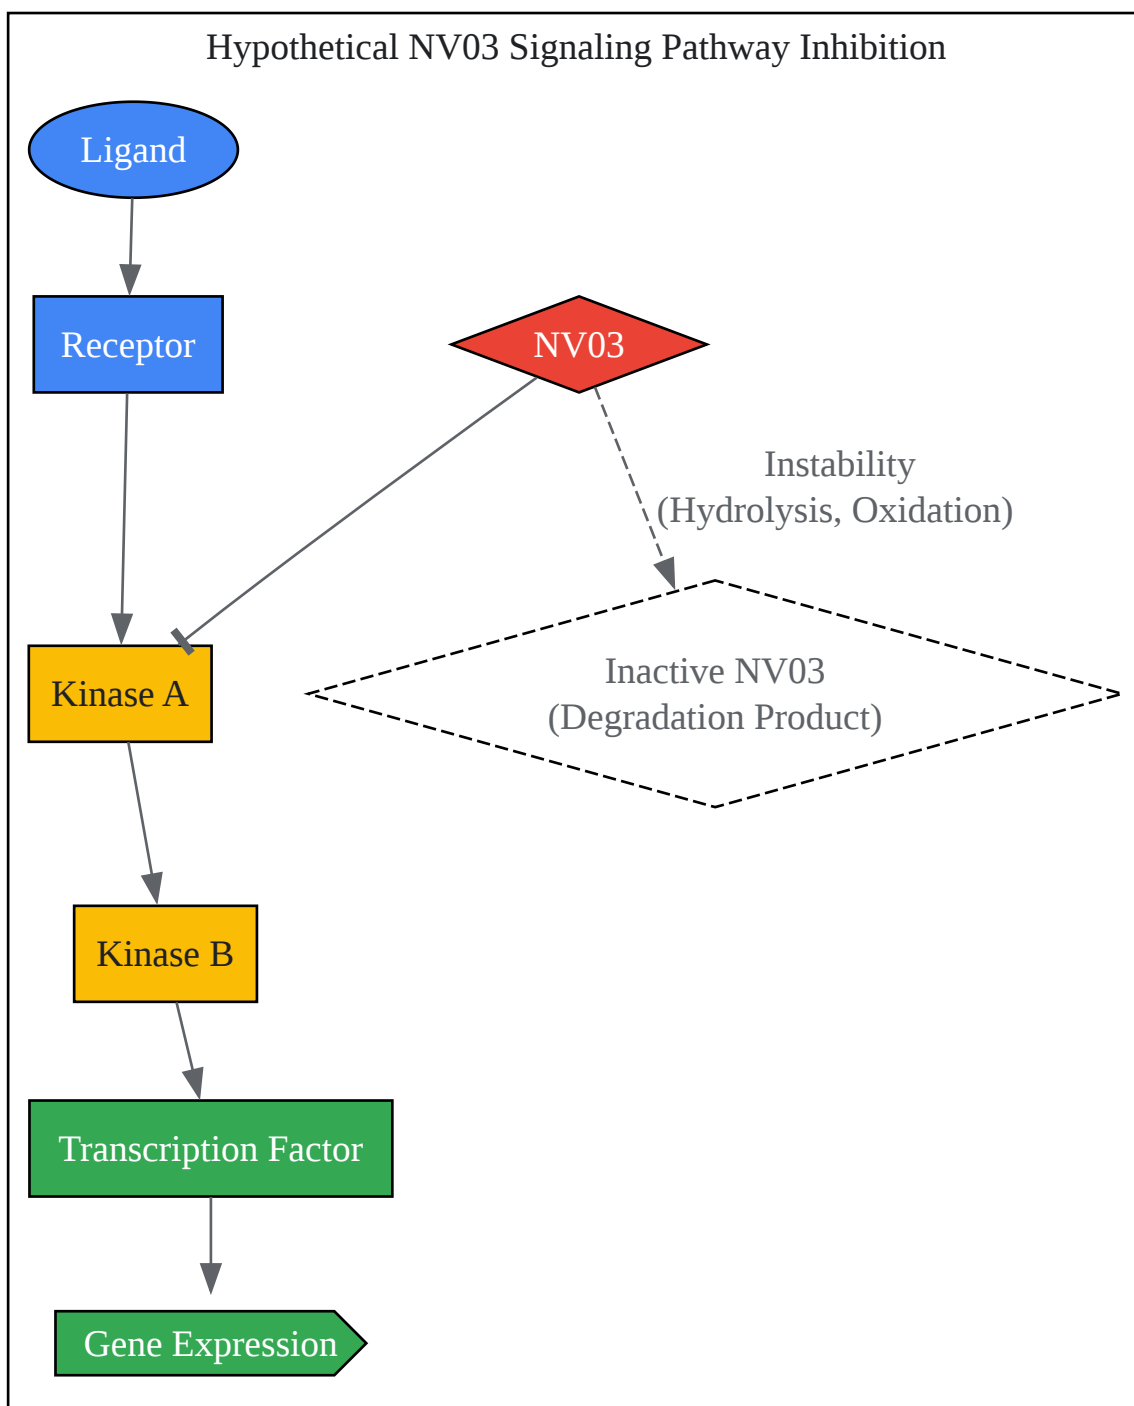 Hypothetical NV03 Signaling Pathway Inhibition
Ligand
Receptor
NV03
Instability
(Hydrolysis, Oxidation)
Kinase A
Inactive NV03
(Degradation Product)
Kinase B
Transcription Factor
Gene Expression